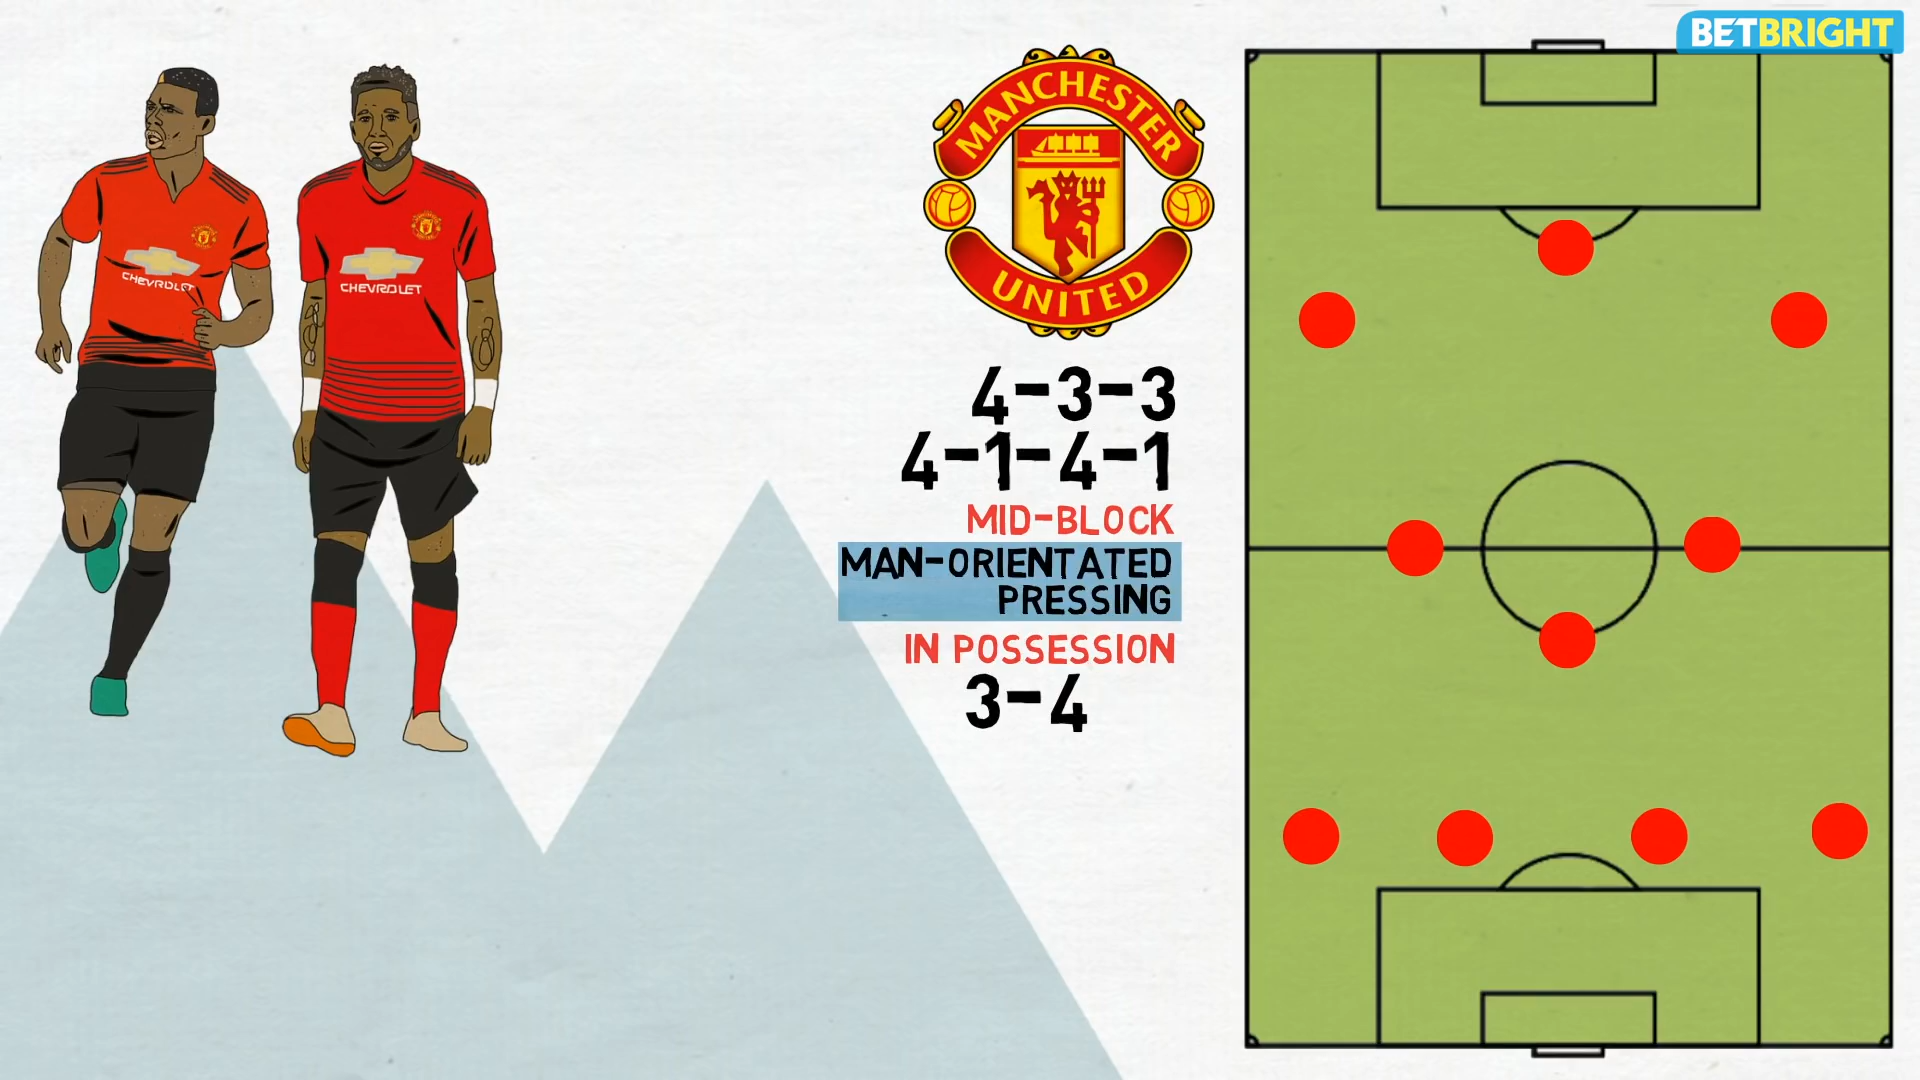 BETBRIGHT
MANCHESTER
UNITED
CHEVROLET
CHEVROLET
4-3-3
4-1-4-1
MID-BLOCK
MAN-ORIENTATED
PRESSING
IN POSSESSION
3-4